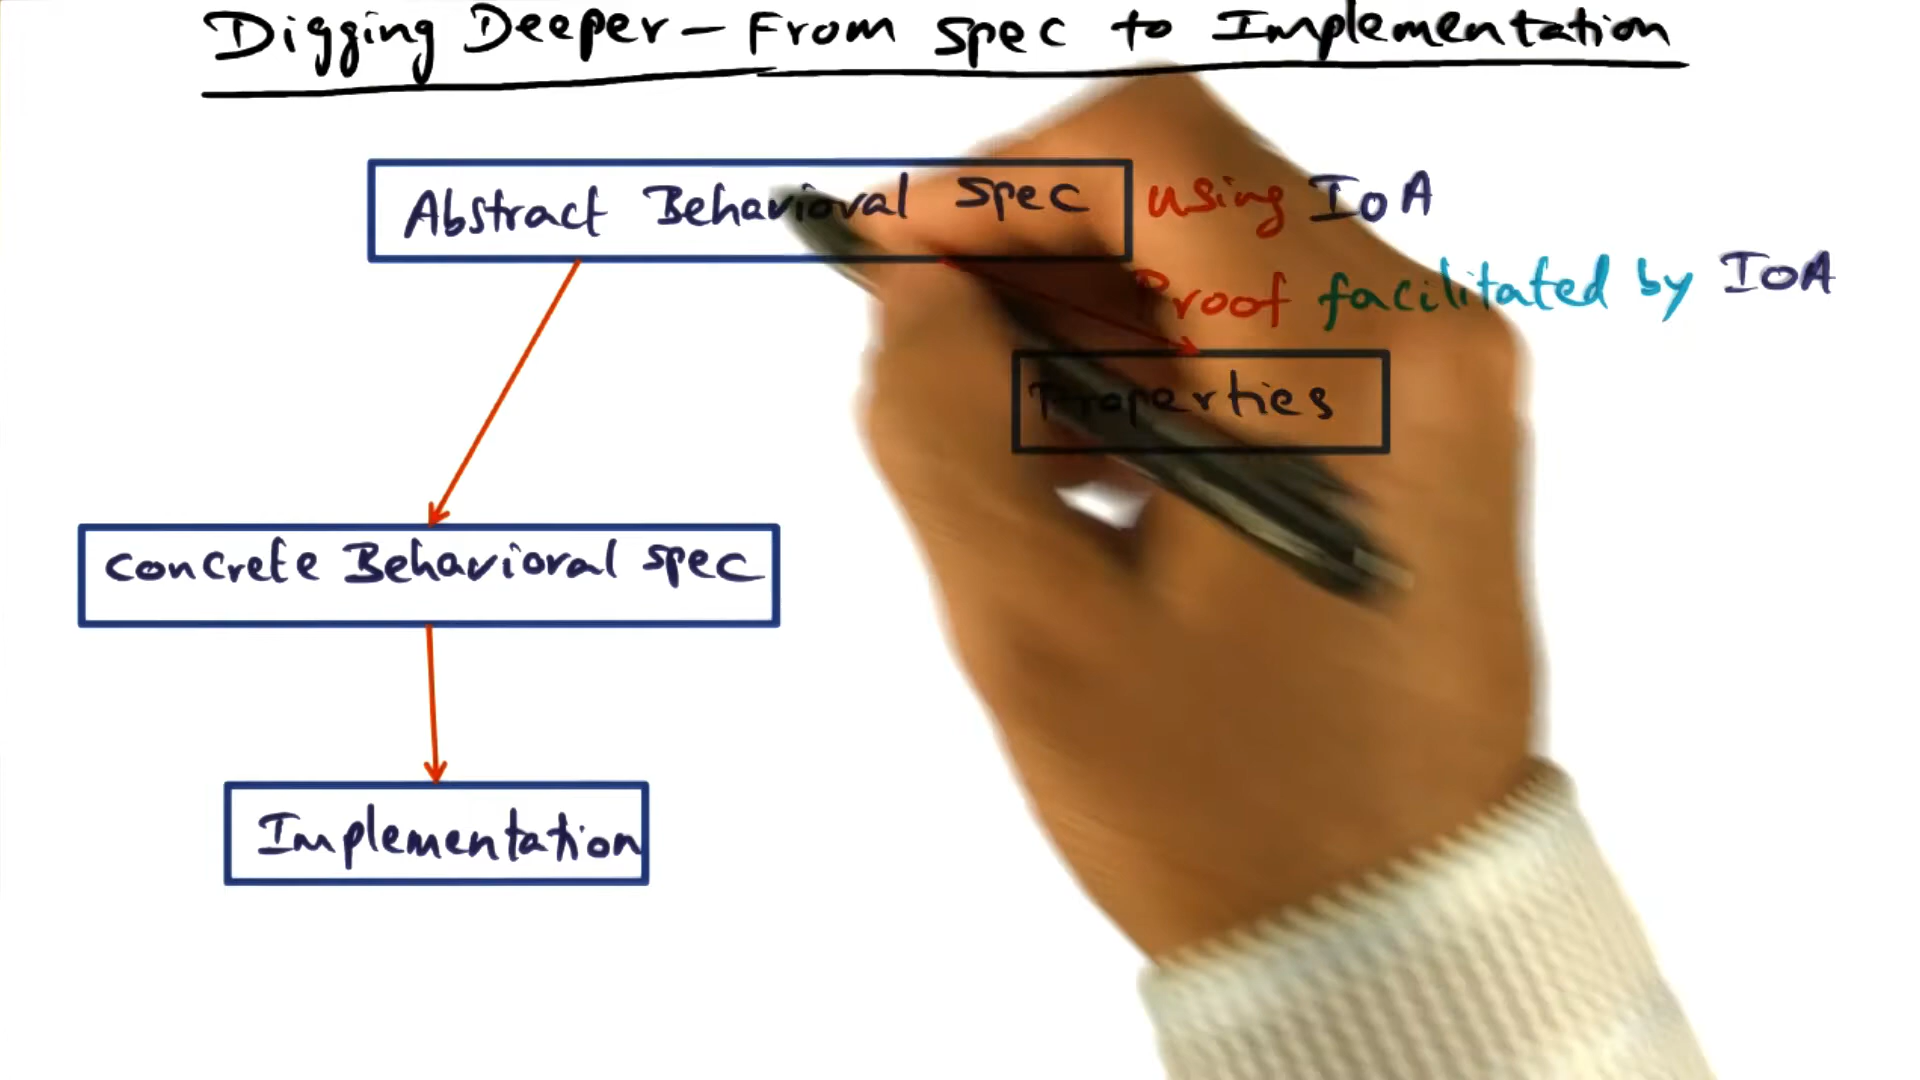 Digging Deeper - From Spec to Implementation
Abstract Behavioral Spec using IOA
Proof facilitated by IOA
Properties
Concrete Behavioral Spec
Implementation